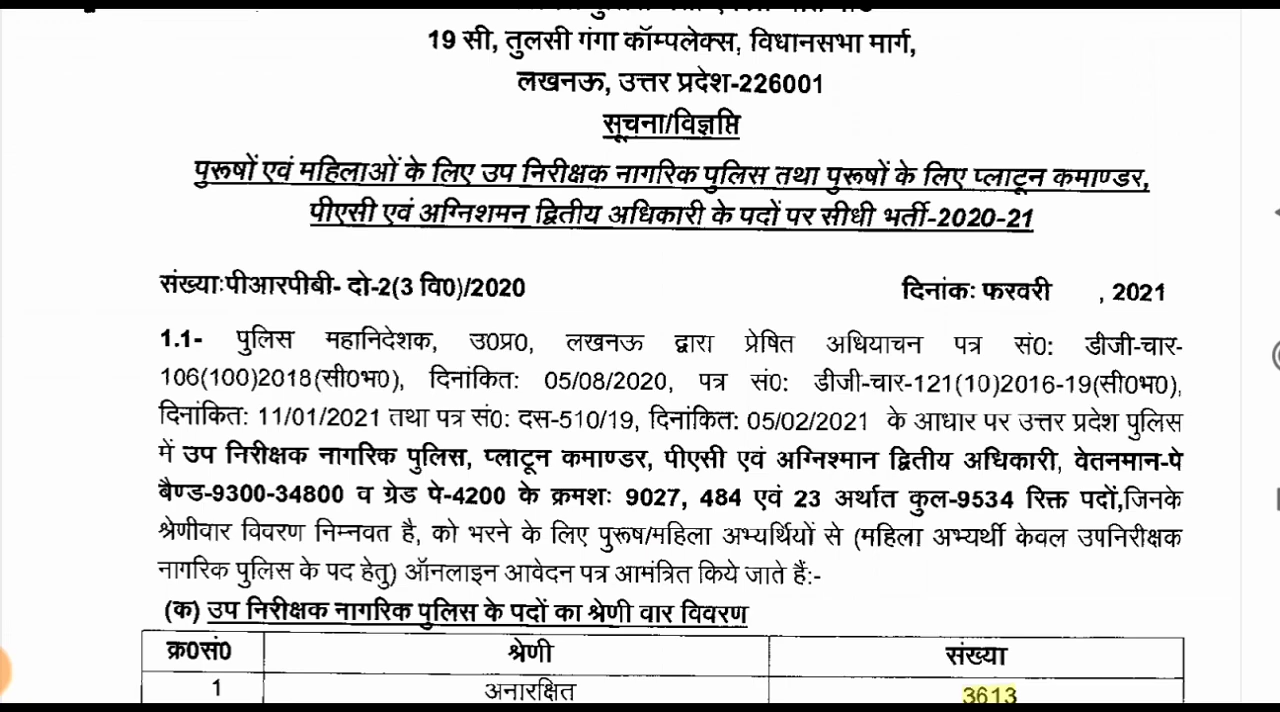 19 सी, तुलसी गंगा कॉम्पलेक्स, विधानसभा मार्ग,
लखनऊ, उत्तर प्रदेश-226001
सूचना/विज्ञप्ति
पुरूषों एवं महिलाओं के लिए उप निरीक्षक नागरिक पुलिस तथा पुरूषों के लिए प्लाटून कमाण्डर,
पीएसी एवं अग्निशमन द्वितीय अधिकारी के पदों पर सीधी भर्ती-2020-21
संख्याःपीआरपीबी- दो-2(3 वि0)/2020 दिनांकः फरवरी , 2021
1.1- पुलिस महानिदेशक, उ0प्र0, लखनऊ द्वारा प्रेषित अधियाचन पत्र सं0: डीजी-चार-
106(100)2018(सी0भ0), दिनांकित: 05/08/2020, पत्र सं0: डीजी-चार-121(10)2016-19(सी0भ0),
दिनांकित: 11/01/2021 तथा पत्र सं0: दस-510/19, दिनांकित: 05/02/2021 के आधार पर उत्तर प्रदेश पुलिस
में उप निरीक्षक नागरिक पुलिस, प्लाटून कमाण्डर, पीएसी एवं अग्निश्मान द्वितीय अधिकारी, वेतनमान-पे
बैण्ड-9300-34800 व ग्रेड पे-4200 के क्रमशः 9027, 484 एवं 23 अर्थात कुल-9534 रिक्त पदों,जिनके
श्रेणीवार विवरण निम्नवत है, को भरने के लिए पुरूष/महिला अभ्यर्थियों से (महिला अभ्यर्थी केवल उपनिरीक्षक
नागरिक पुलिस के पद हेतु) ऑनलाइन आवेदन पत्र आमंत्रित किये जाते हैं:-
(क) उप निरीक्षक नागरिक पुलिस के पदों का श्रेणी वार विवरण
क्र0सं0 श्रेणी संख्या
1 अनारक्षित 3613